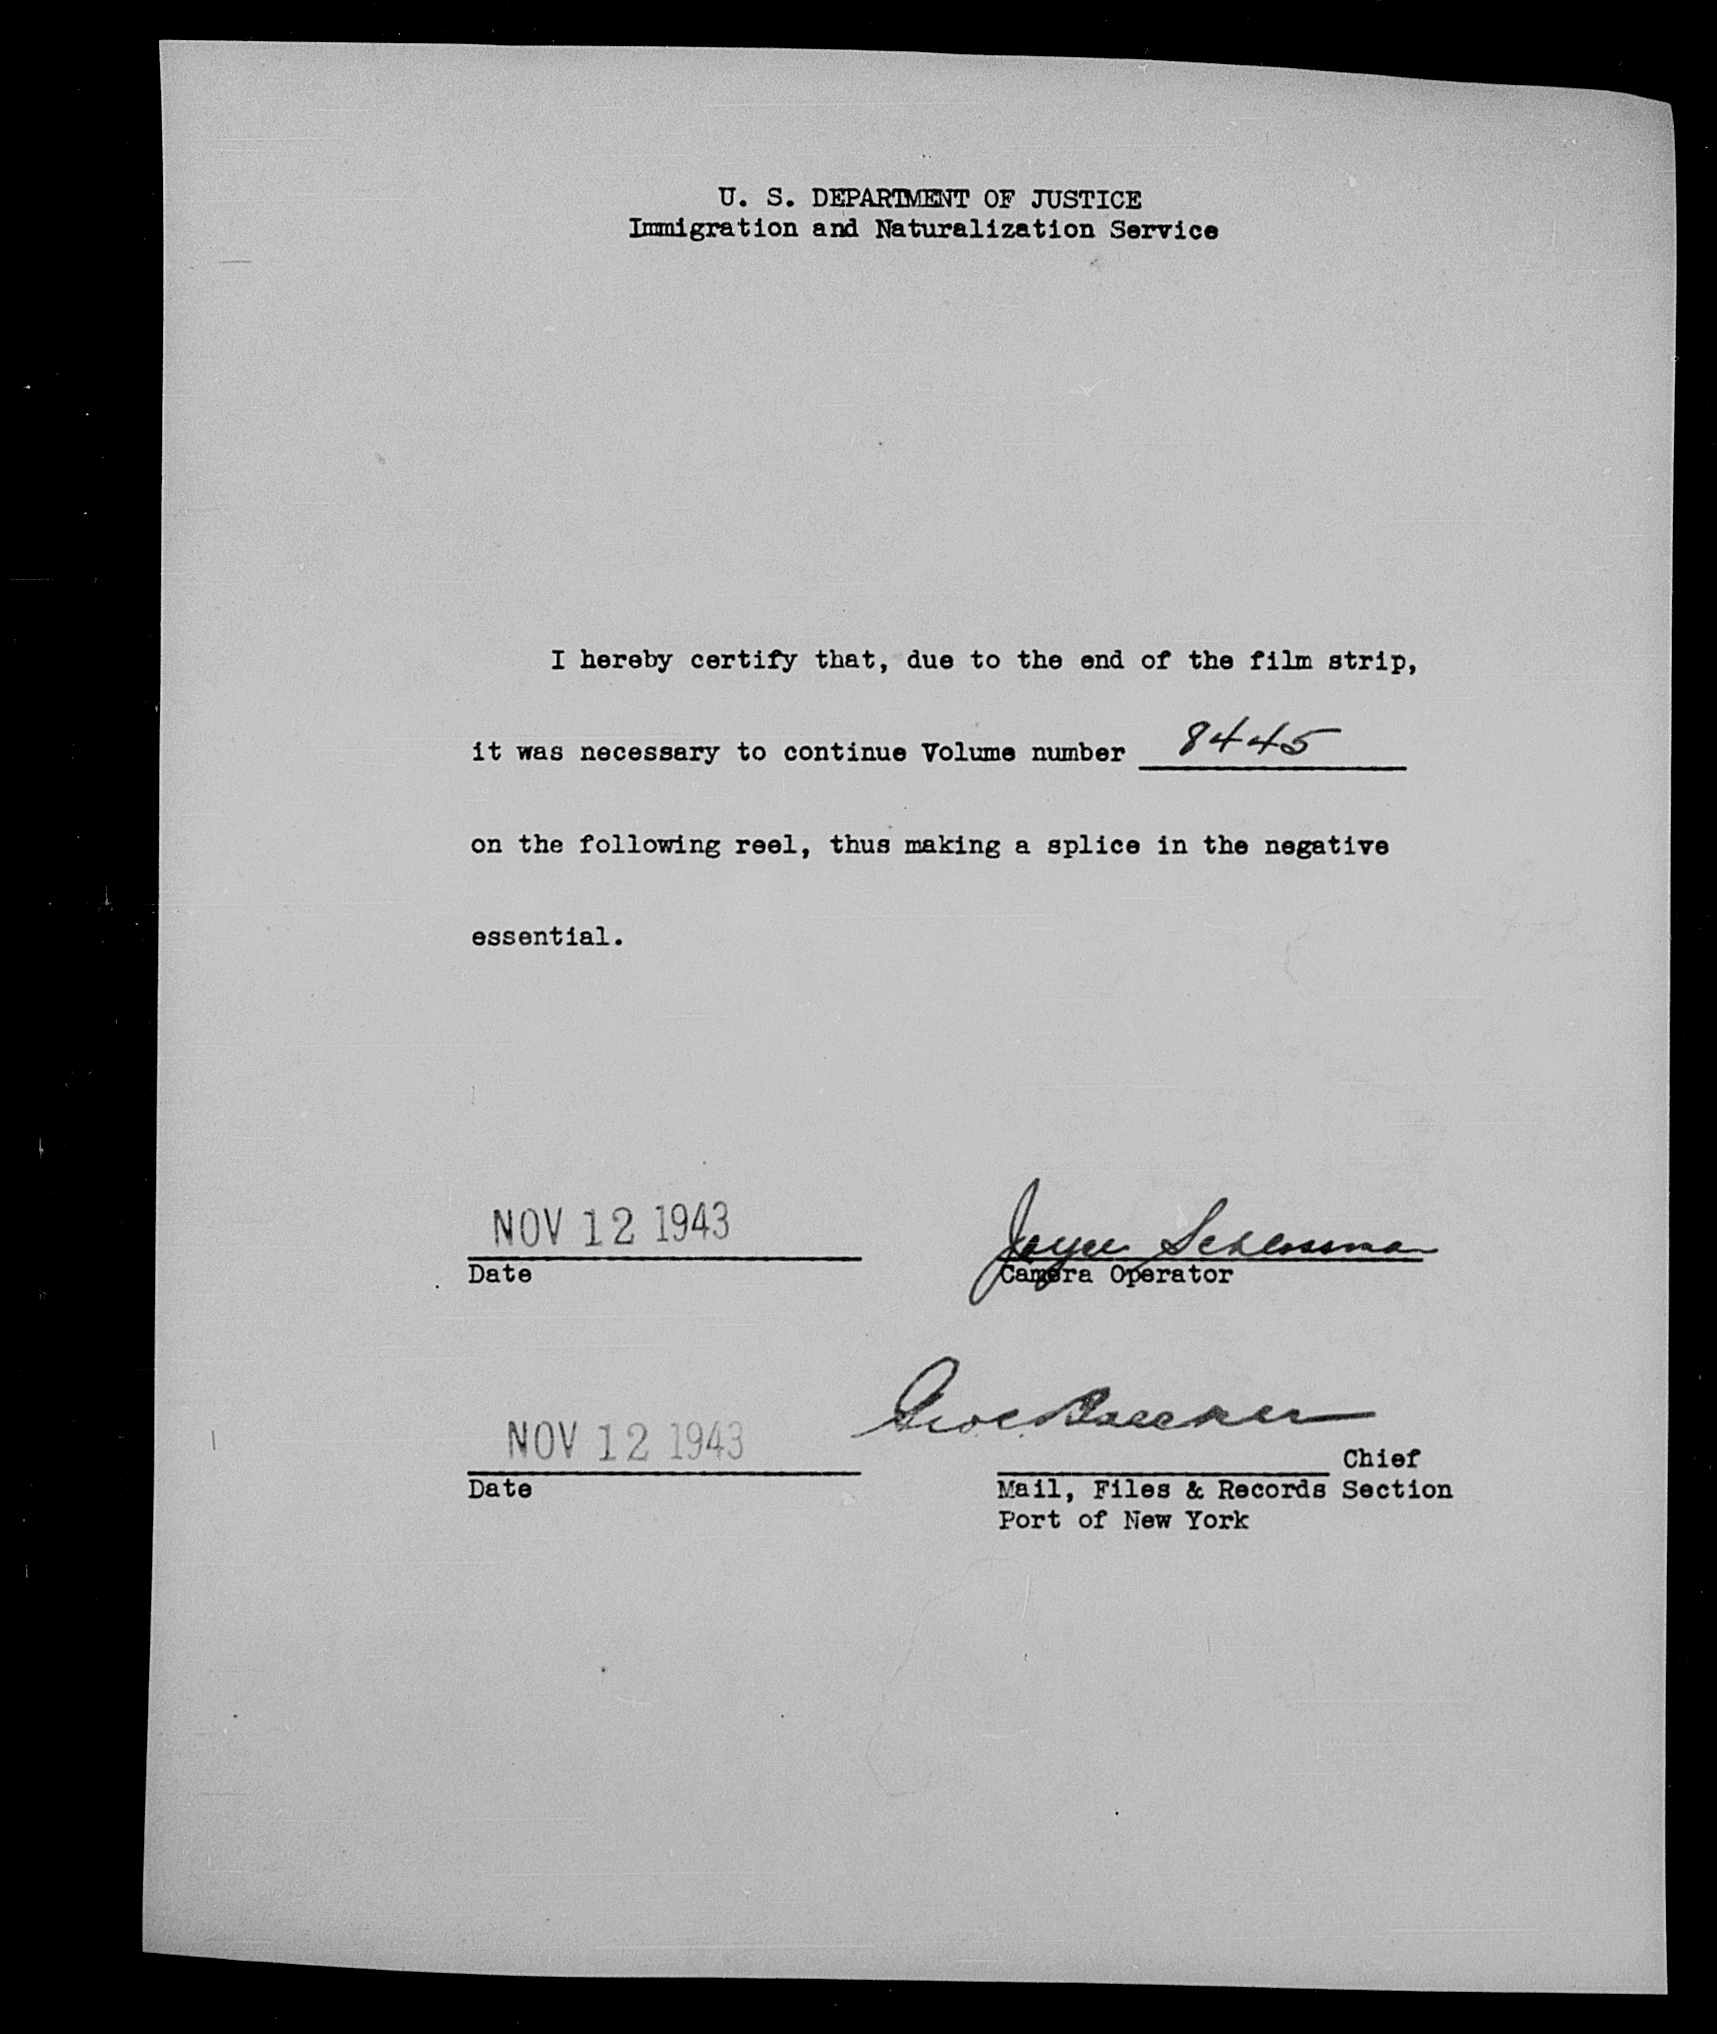 U. S. DEPARTMENT OF JUSTICE
Immigration and Naturalization Service
I hereby certify that, due to the end of the film strip,
it was necessary to continue Volume number 8445
on the following reel, thus making a splice in the negative
essential.
NOV 12 1943
Joyce Schlossman
Date
Camera Operator
NOV 12 1943
Chief
Date
Mail, Files & Records Section
Port of New York